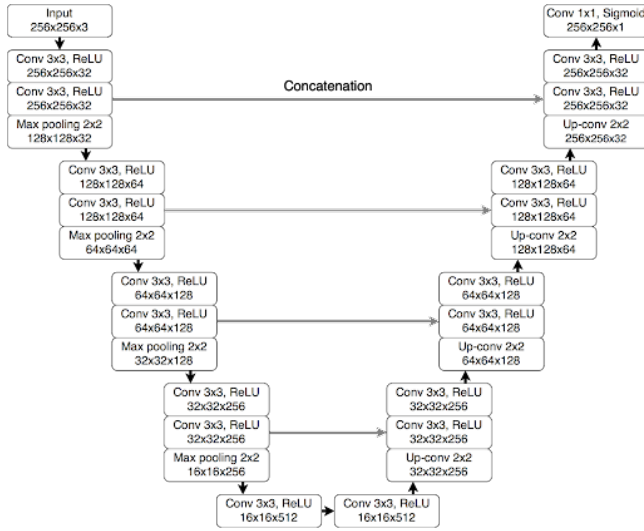 Input
256x256x3
Conv 3x3, ReLU
256x256x32
Conv 3x3, ReLU
256x256x32
Max pooling 2x2
128x128x32
Conv 3x3, ReLU
128x128x64
Conv 3x3, ReLU
128x128x64
Max pooling 2x2
64x64x64
Conv 3x3, ReLU
64x64x128
Conv 3x3, ReLU
64x64x128
Max pooling 2x2
32x32x128
Conv 3x3, ReLU
32x32x256
Conv 3x3, ReLU
32x32x256
Max pooling 2x2
16x16x256
Conv 3x3, ReLU
16x16x512
Conv 3x3, ReLU
16x16x512
Concatenation
Conv 1x1, Sigmoid
256x256x1
Conv 3x3, ReLU
256x256x32
Conv 3x3, ReLU
256x256x32
Up-conv 2x2
256x256x32
Conv 3x3, ReLU
128x128x64
Conv 3x3, ReLU
128x128x64
Up-conv 2x2
128x128x64
Conv 3x3, ReLU
64x64x128
Conv 3x3, ReLU
64x64x128
Up-conv 2x2
64x64x128
Conv 3x3, ReLU
32x32x256
Conv 3x3, ReLU
32x32x256
Up-conv 2x2
32x32x256